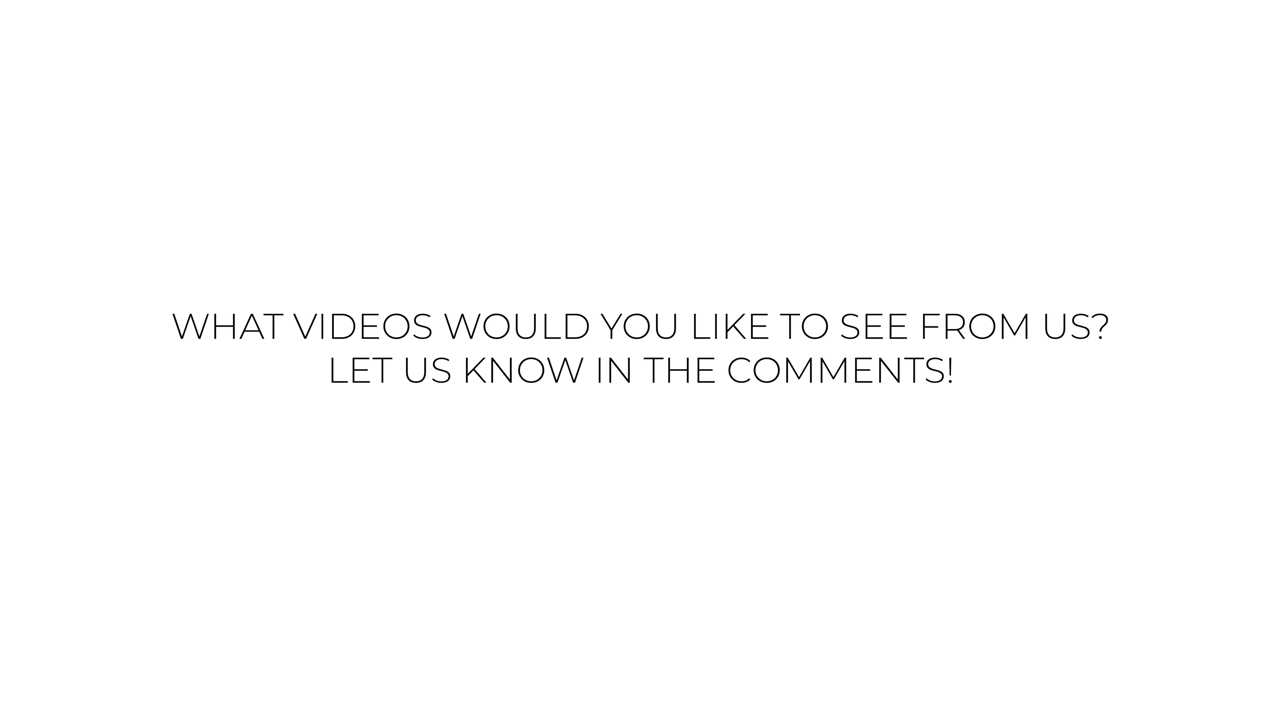 WHAT VIDEOS WOULD YOU LIKE TO SEE FROM US?
LET US KNOW IN THE COMMENTS!